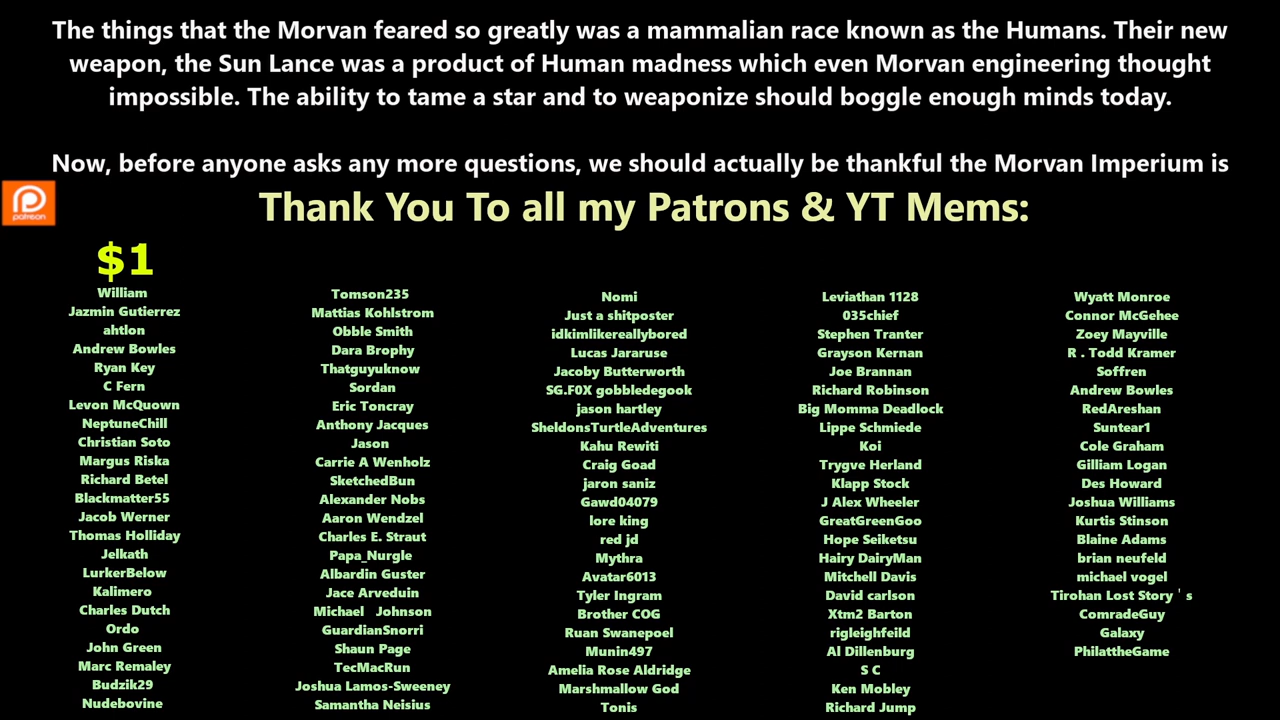 The things that the Morvan feared so greatly was a mammalian race known as the Humans. Their new
weapon, the Sun Lance was a product of Human madness which even Morvan engineering thought
impossible. The ability to tame a star and to weaponize should boggle enough minds today.
Now, before anyone asks any more questions, we should actually be thankful the Morvan Imperium is
patreon
Thank You To all my Patrons & YT Mems:
$1
William
Jazmin Gutierrez
ahtlon
Andrew Bowles
Ryan Key
C Fern
Levon McQuown
NeptuneChill
Christian Soto
Margus Riska
Richard Betel
Blackmatter55
Jacob Werner
Thomas Holliday
Jelkath
LurkerBelow
Kalimero
Charles Dutch
Ordo
John Green
Marc Remaley
Budzik29
Nudebovine
Tomson235
Mattias Kohlstrom
Obble Smith
Dara Brophy
Thatguyuknow
Sordan
Eric Toncray
Anthony Jacques
Jason
Carrie A Wenholz
SketchedBun
Alexander Nobs
Aaron Wendzel
Charles E. Straut
Papa_Nurgle
Albardin Guster
Jace Arveduin
Michael   Johnson
GuardianSnorri
Shaun Page
TecMacRun
Joshua Lamos-Sweeney
Samantha Neisius
Nomi
Just a shitposter
idkimlikereallybored
Lucas Jararuse
Jacoby Butterworth
SG.F0X gobbledegook
jason hartley
SheldonsTurtleAdventures
Kahu Rewiti
Craig Goad
jaron saniz
Gawd04079
lore king
red jd
Mythra
Avatar6013
Tyler Ingram
Brother COG
Ruan Swanepoel
Munin497
Amelia Rose Aldridge
Marshmallow God
Tonis
Leviathan 1128
035chief
Stephen Tranter
Grayson Kernan
Joe Brannan
Richard Robinson
Big Momma Deadlock
Lippe Schmiede
Koi
Trygve Herland
Klapp Stock
J Alex Wheeler
GreatGreenGoo
Hope Seiketsu
Hairy DairyMan
Mitchell Davis
David carlson
Xtm2 Barton
rigleighfeild
Al Dillenburg
S C
Ken Mobley
Richard Jump
Wyatt Monroe
Connor McGehee
Zoey Mayville
R . Todd Kramer
Soffren
Andrew Bowles
RedAreshan
Suntear1
Cole Graham
Gilliam Logan
Des Howard
Joshua Williams
Kurtis Stinson
Blaine Adams
brian neufeld
michael vogel
Tirohan Lost Story ' s
ComradeGuy
Galaxy
PhilattheGame